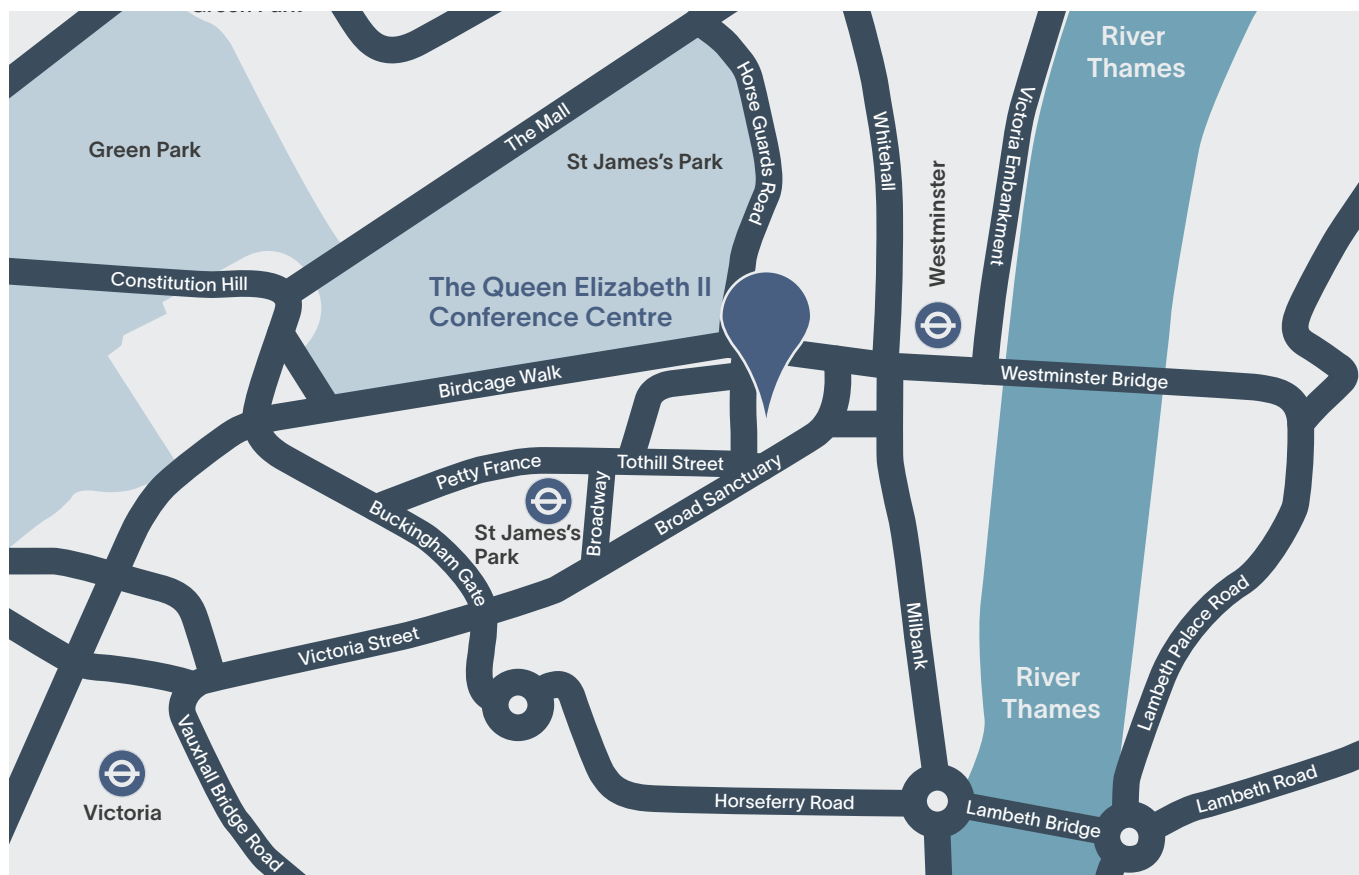 Green Park
River
Thames
Horse Guards Road
Victoria Embankment
The Mall
Whitehall
Green Park
St James’s Park
Westminster
Constitution Hill
The Queen Elizabeth II
Conference Centre
Birdcage Walk
Westminster Bridge
Petty France
Tothill Street
Broad Sanctuary
Broadway
Buckingham Gate
St James’s
Park
Milbank
Lambeth Palace Road
Victoria Street
River
Thames
Vauxhall Bridge Road
Victoria
Horseferry Road
Lambeth Bridge
Lambeth Road